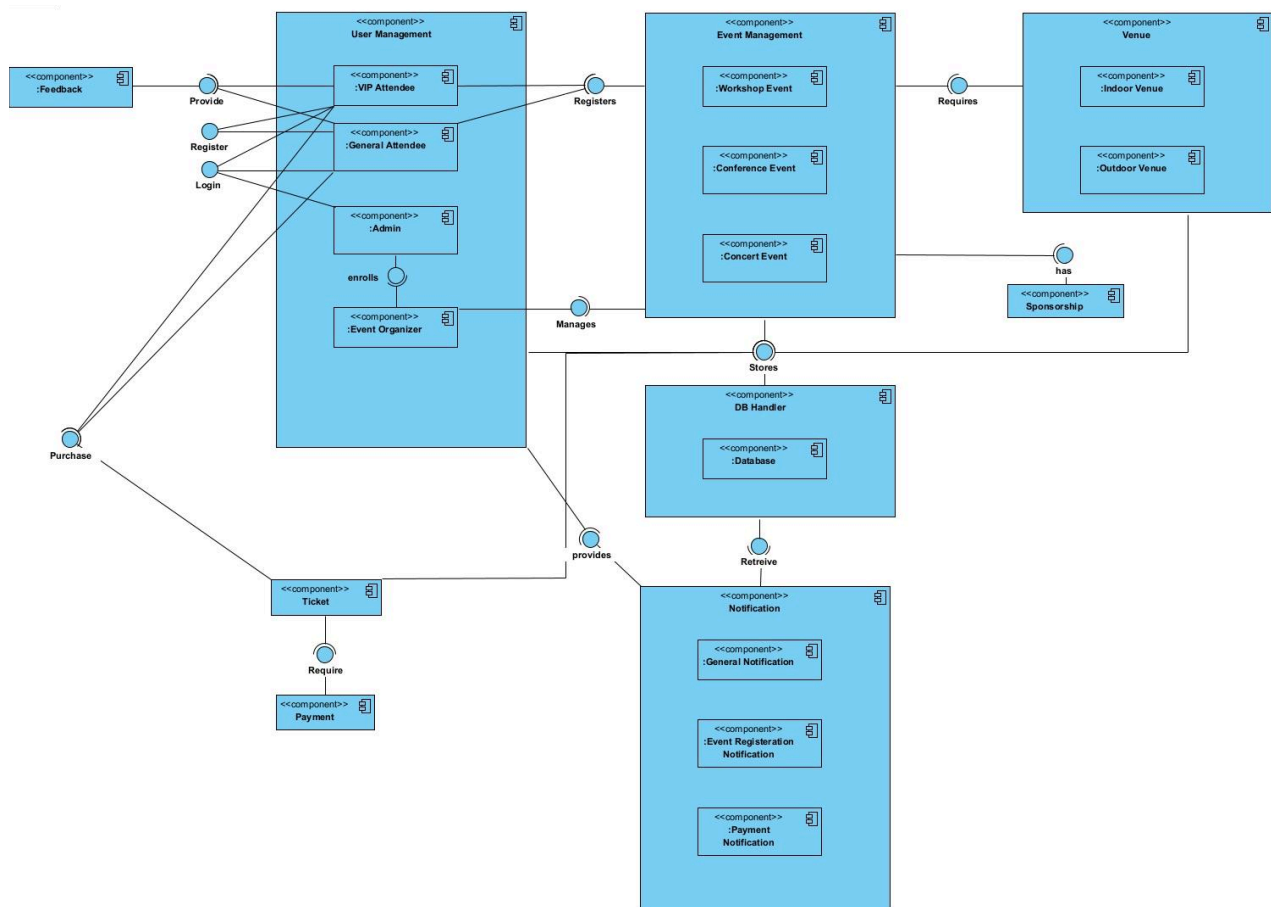 <<component>>
User Management
<<component>>
Event Management
<<component>>
Venue
<<component>>
:Feedback
Provide
<<component>>
:VIP Attendee
Registers
<<component>>
:Workshop Event
Requires
<<component>>
:Indoor Venue
Register
<<component>>
:General Attendee
<<component>>
:Conference Event
<<component>>
:Outdoor Venue
Login
<<component>>
:Admin
<<component>>
:Concert Event
has
enrolls
<<component>>
Sponsorship
<<component>>
:Event Organizer
Manages
Stores
<<component>>
DB Handler
<<component>>
:Database
Purchase
provides
Retreive
<<component>>
Ticket
<<component>>
Notification
Require
<<component>>
:General Notification
<<component>>
Payment
<<component>>
:Event Registeration
Notification
<<component>>
:Payment
Notification